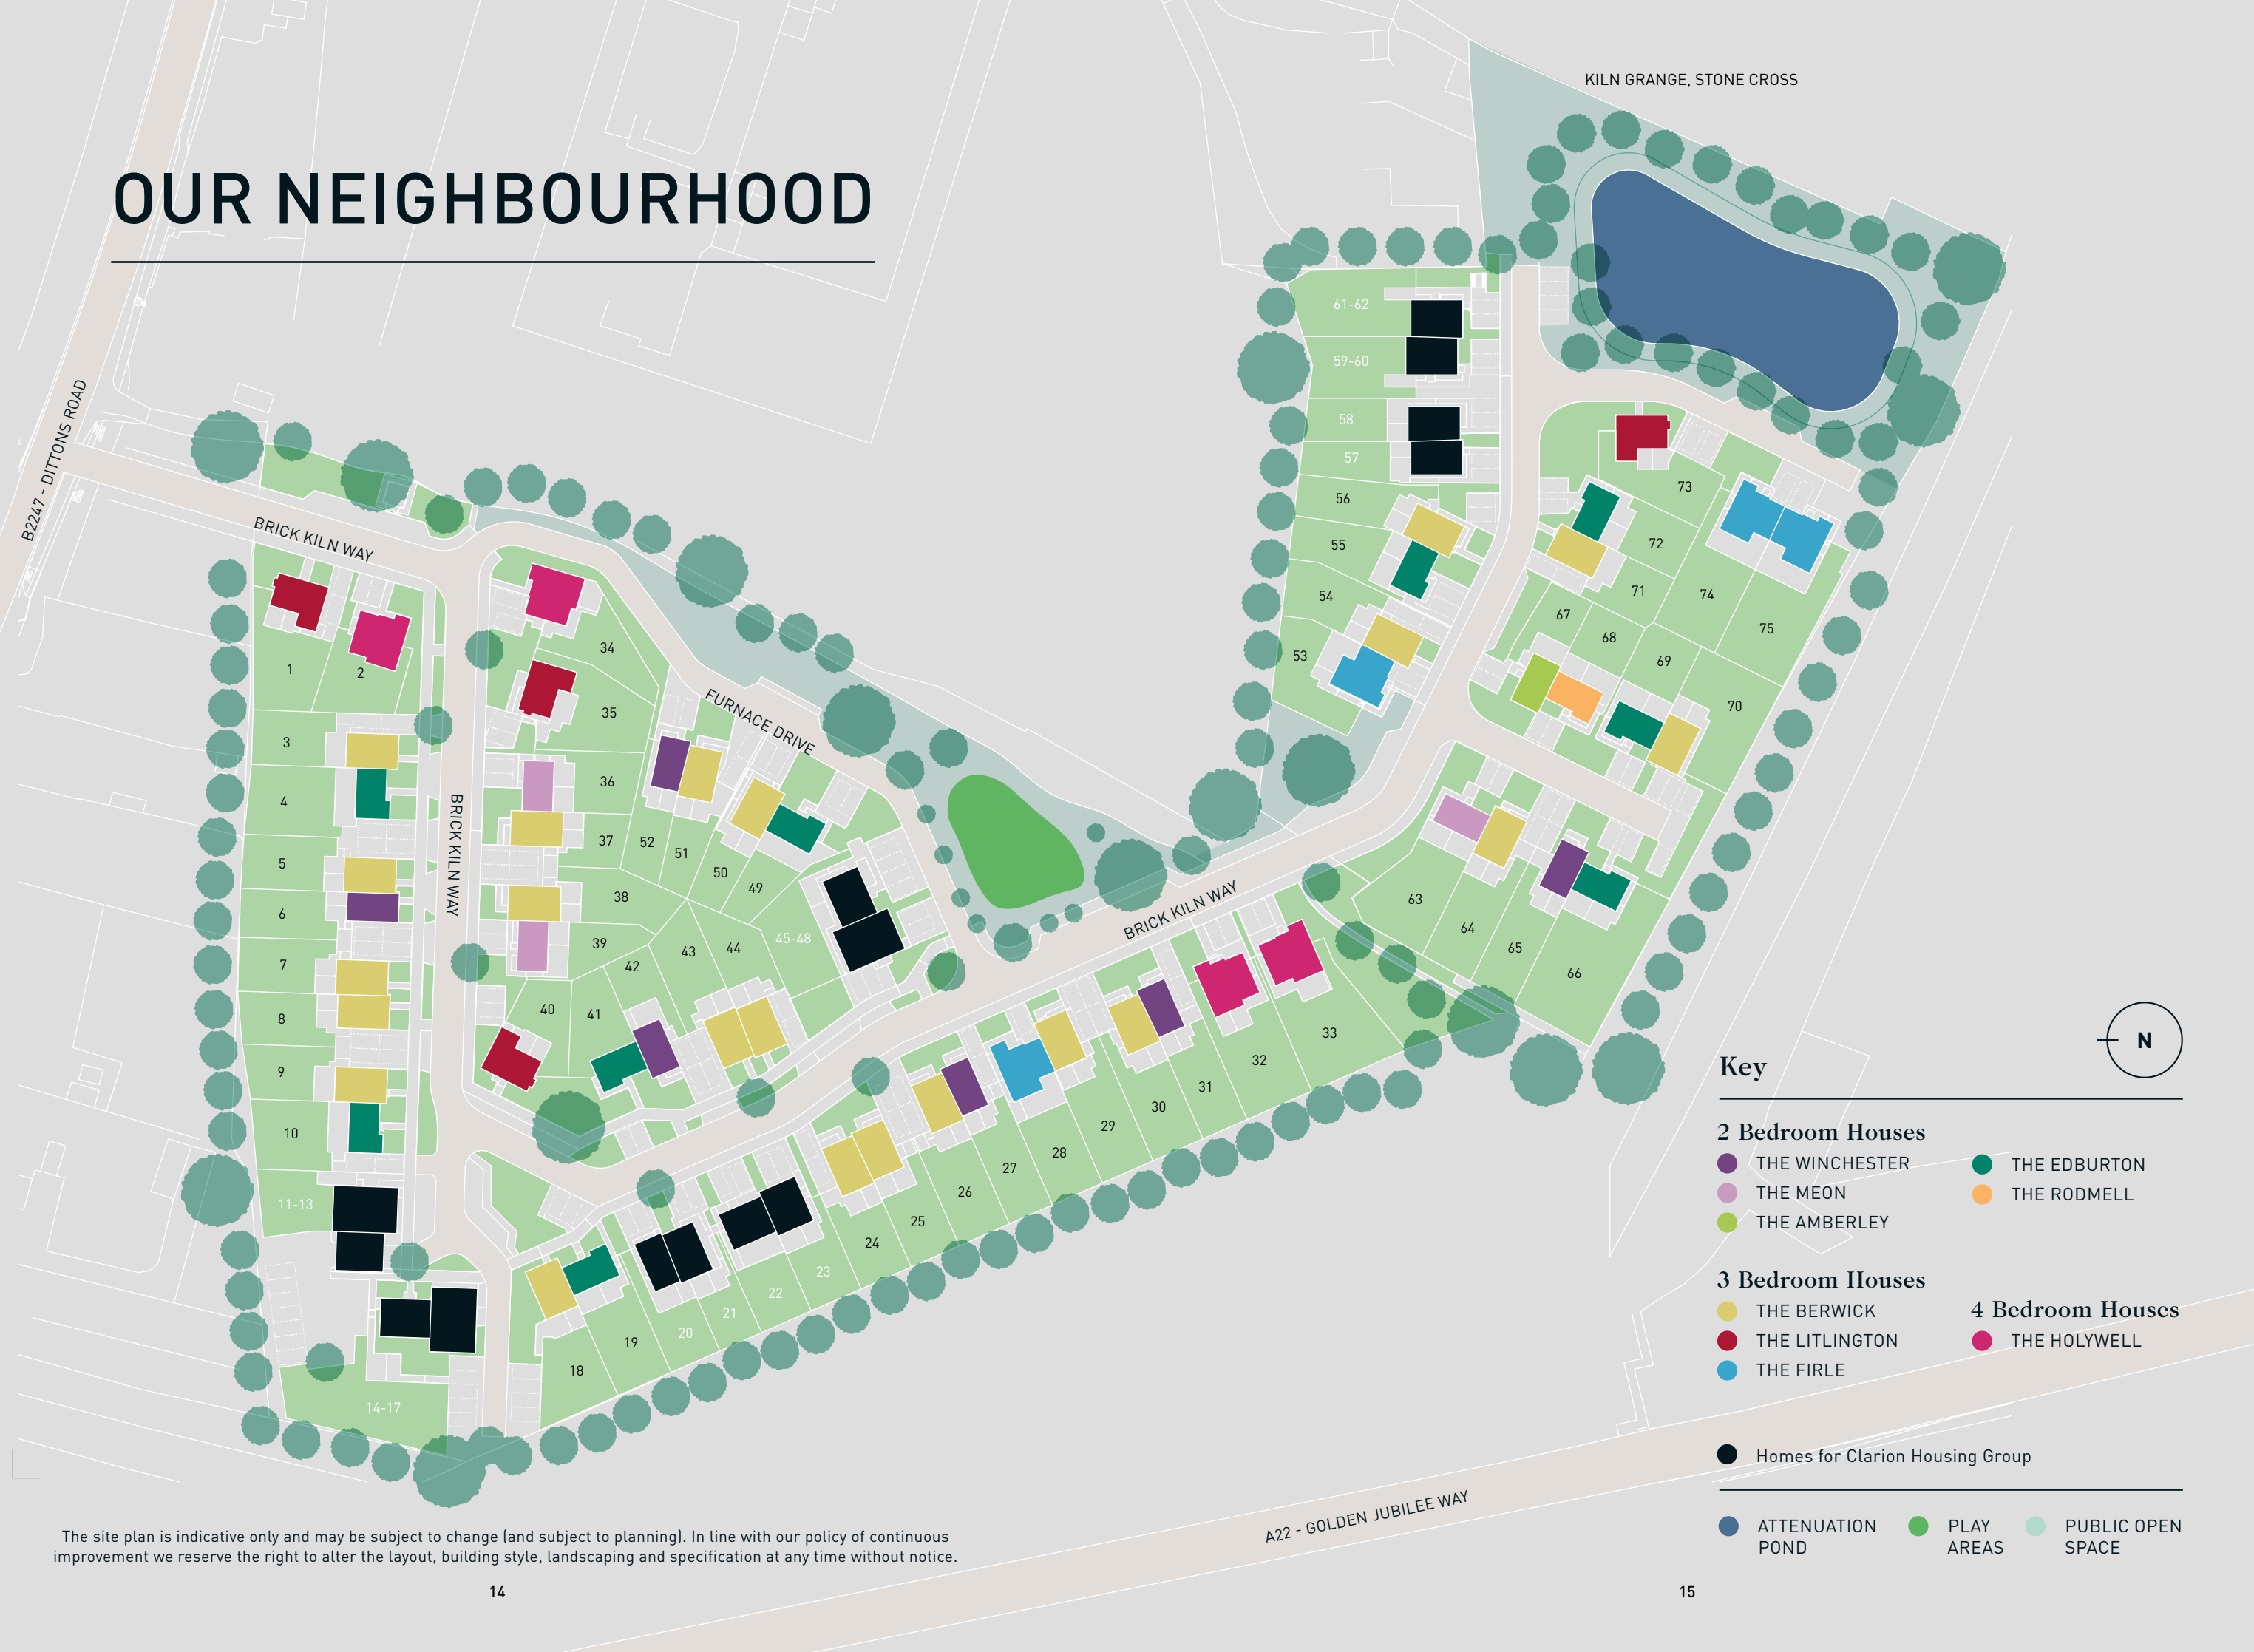 KILN GRANGE, STONE CROSS
OUR NEIGHBOURHOOD
B2247 - DITTONS ROAD
BRICK KILN WAY
BRICK KILN WAY
FURNACE DRIVE
BRICK KILN WAY
A22 - GOLDEN JUBILEE WAY
1
2
3
4
5
6
7
8
9
10
11-13
14-17
18
19
20
21
22
23
24
25
26
27
28
29
30
31
32
33
34
35
36
37
38
39
40
41
42
43
44
45-48
49
50
51
52
53
54
55
56
57
58
59-60
61-62
63
64
65
66
67
68
69
70
71
72
73
74
75
N
Key
2 Bedroom Houses
THE WINCHESTER
THE MEON
THE AMBERLEY
THE EDBURTON
THE RODMELL
3 Bedroom Houses
THE BERWICK
THE LITLINGTON
THE FIRLE
4 Bedroom Houses
THE HOLYWELL
Homes for Clarion Housing Group
ATTENUATION
POND
PLAY
AREAS
PUBLIC OPEN
SPACE
The site plan is indicative only and may be subject to change (and subject to planning). In line with our policy of continuous
improvement we reserve the right to alter the layout, building style, landscaping and specification at any time without notice.
14
15